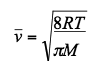 v̅ = √(8RT/πM)